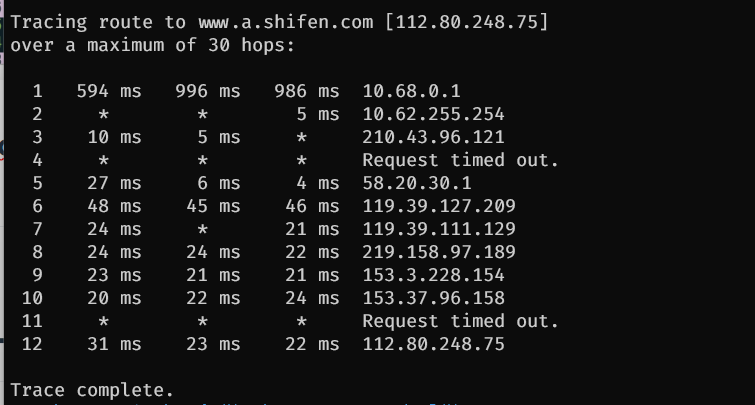 Tracing route to www.a.shifen.com [112.80.248.75]
over a maximum of 30 hops:
1 594 ms 996 ms 986 ms 10.68.0.1
2 * * 5 ms 10.62.255.254
3 10 ms 5 ms * 210.43.96.121
4 * * * Request timed out.
5 27 ms 6 ms 4 ms 58.20.30.1
6 48 ms 45 ms 46 ms 119.39.127.209
7 24 ms * 21 ms 119.39.111.129
8 24 ms 24 ms 22 ms 219.158.97.189
9 23 ms 21 ms 21 ms 153.3.228.154
10 20 ms 22 ms 24 ms 153.37.96.158
11 * * * Request timed out.
12 31 ms 23 ms 22 ms 112.80.248.75
Trace complete.